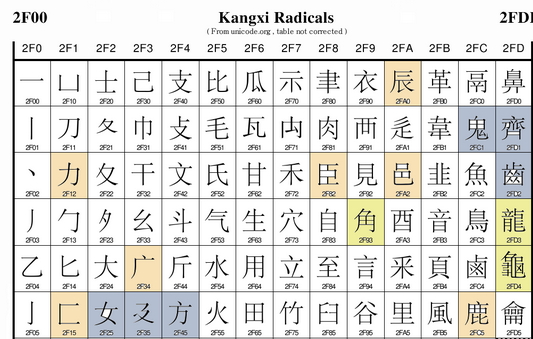 2F00 Kangxi Radicals 2FD
( From unicode.org , table not corrected )
2F0 2F1 2F2 2F3 2F4 2F5 2F6 2F7 2F8 2F9 2FA 2FB 2FC 2FD
一 凵 士 己 支 比 瓜 示 聿 衣 辰 革 鬲 鼻
2F00 2F10 2F20 2F30 2F40 2F50 2F60 2F70 2F80 2F90 2FA0 2FB0 2FC0 2FD0
丨 刀 夂 巾 攴 毛 瓦 禸 肉 襾 辵 韋 鬼 齊
2F01 2F11 2F21 2F31 2F41 2F51 2F61 2F71 2F81 2F91 2FA1 2FB1 2FC1 2FD1
丶 力 夊 干 文 氏 甘 禾 臣 見 邑 韭 魚 齒
2F02 2F12 2F22 2F32 2F42 2F52 2F62 2F72 2F82 2F92 2FA2 2FB2 2FC2 2FD2
丿 勹 夕 幺 斗 气 生 穴 自 角 酉 音 鳥 龍
2F03 2F13 2F23 2F33 2F43 2F53 2F63 2F73 2F83 2F93 2FA3 2FB3 2FC3 2FD3
乙 匕 大 广 斤 水 用 立 至 言 釆 頁 鹵 龜
2F04 2F14 2F24 2F34 2F44 2F54 2F64 2F74 2F84 2F94 2FA4 2FB4 2FC4 2FD4
亅 匚 女 廴 方 火 田 竹 臼 谷 里 風 鹿 龠
2F05 2F15 2F25 2F35 2F45 2F55 2F65 2F75 2F85 2F95 2FA5 2FB5 2FC5 2FD5